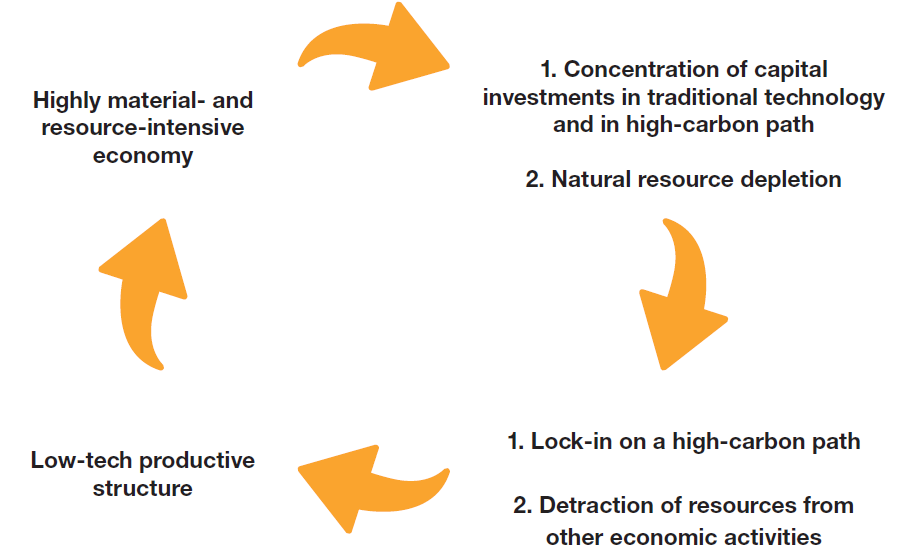 Highly material- and
resource-intensive
economy
1. Concentration of capital
investments in traditional technology
and in high-carbon path
2. Natural resource depletion
1. Lock-in on a high-carbon path
2. Detraction of resources from
other economic activities
Low-tech productive
structure